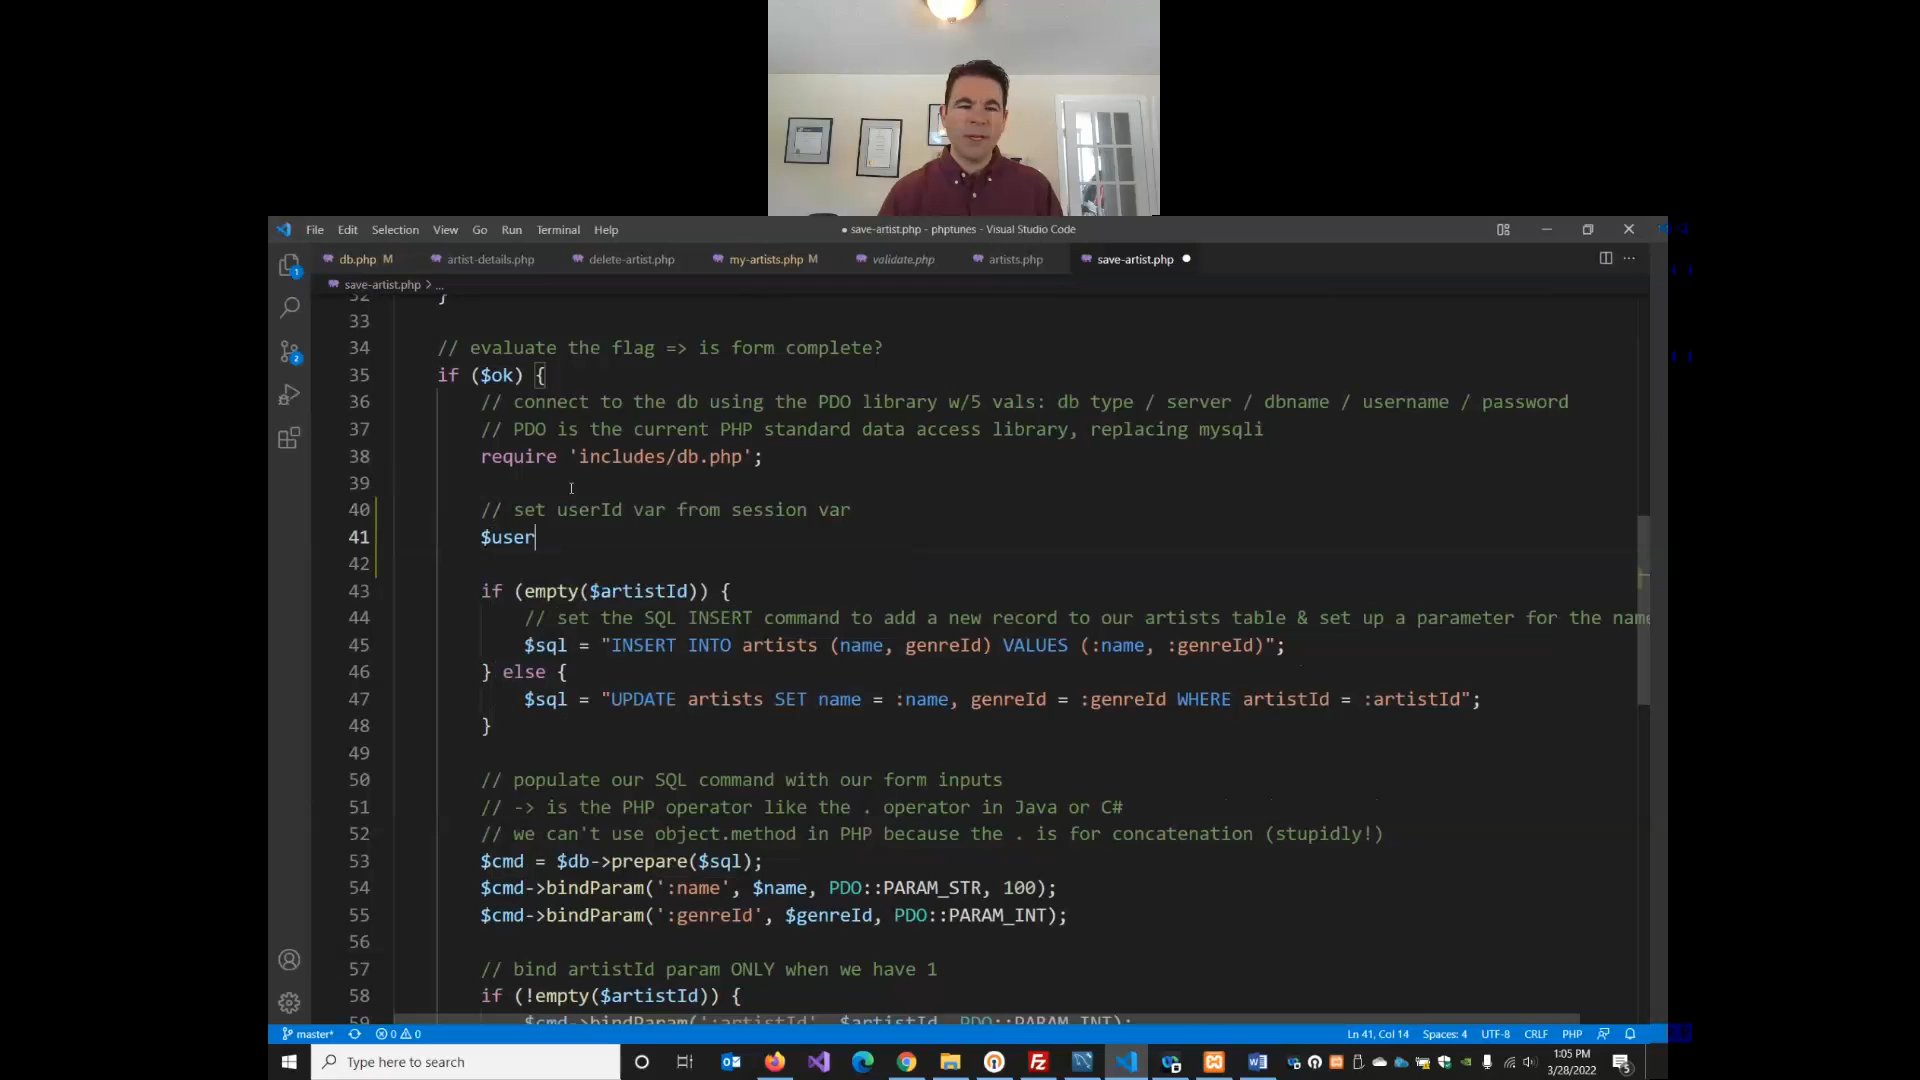 File Edit Selection View Go Run Terminal Help
● save-artist.php - phptunes - Visual Studio Code
db.php M artist-details.php delete-artist.php my-artists.php M validate.php artists.php save-artist.php ●
save-artist.php > ...
32 }
33
34 // evaluate the flag => is form complete?
35 if ($ok) {
36 // connect to the db using the PDO library w/5 vals: db type / server / dbname / username / password
37 // PDO is the current PHP standard data access library, replacing mysqli
38 require 'includes/db.php';
39
40 // set userId var from session var
41 $user
42
43 if (empty($artistId)) {
44 // set the SQL INSERT command to add a new record to our artists table & set up a parameter for the name
45 $sql = "INSERT INTO artists (name, genreId) VALUES (:name, :genreId)";
46 } else {
47 $sql = "UPDATE artists SET name = :name, genreId = :genreId WHERE artistId = :artistId";
48 }
49
50 // populate our SQL command with our form inputs
51 // -> is the PHP operator like the . operator in Java or C#
52 // we can't use object.method in PHP because the . is for concatenation (stupidly!)
53 $cmd = $db->prepare($sql);
54 $cmd->bindParam(':name', $name, PDO::PARAM_STR, 100);
55 $cmd->bindParam(':genreId', $genreId, PDO::PARAM_INT);
56
57 // bind artistId param ONLY when we have 1
58 if (!empty($artistId)) {
59 $cmd->bindParam(':artistId', $artistId, PDO::PARAM_INT);
master* 0 0 Ln 41, Col 14 Spaces: 4 UTF-8 CRLF PHP
Type here to search
1:05 PM
3/28/2022